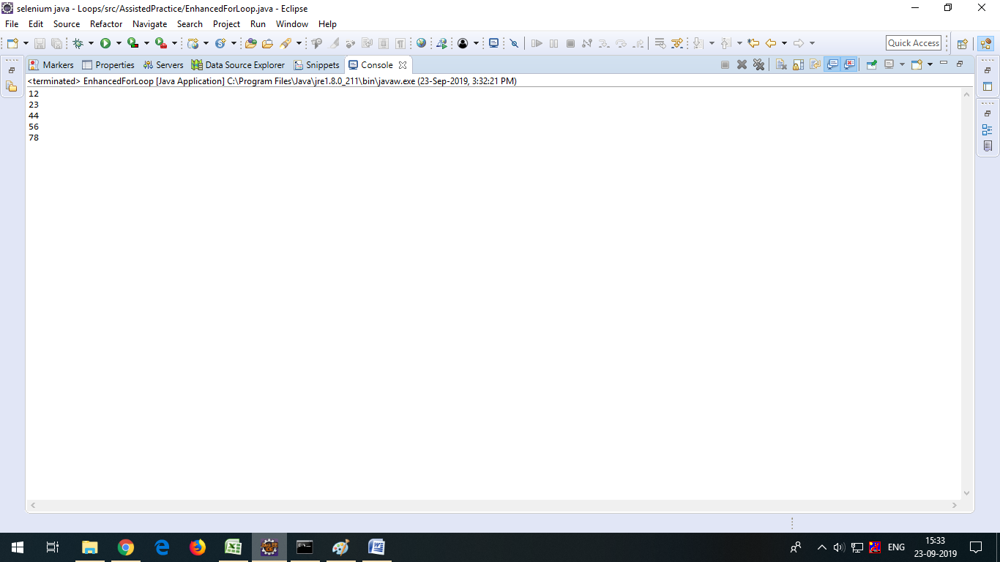 selenium java - Loops/src/AssistedPractice/EnhancedForLoop.java - Eclipse
File Edit Source Refactor Navigate Search Project Run Window Help
Quick Access
Markers Properties Servers Data Source Explorer Snippets Console
<terminated> EnhancedForLoop [Java Application] C:\Program Files\Java\jre1.8.0_211\bin\javaw.exe (23-Sep-2019, 3:32:21 PM)
12
23
44
56
78
ENG
15:33
23-09-2019